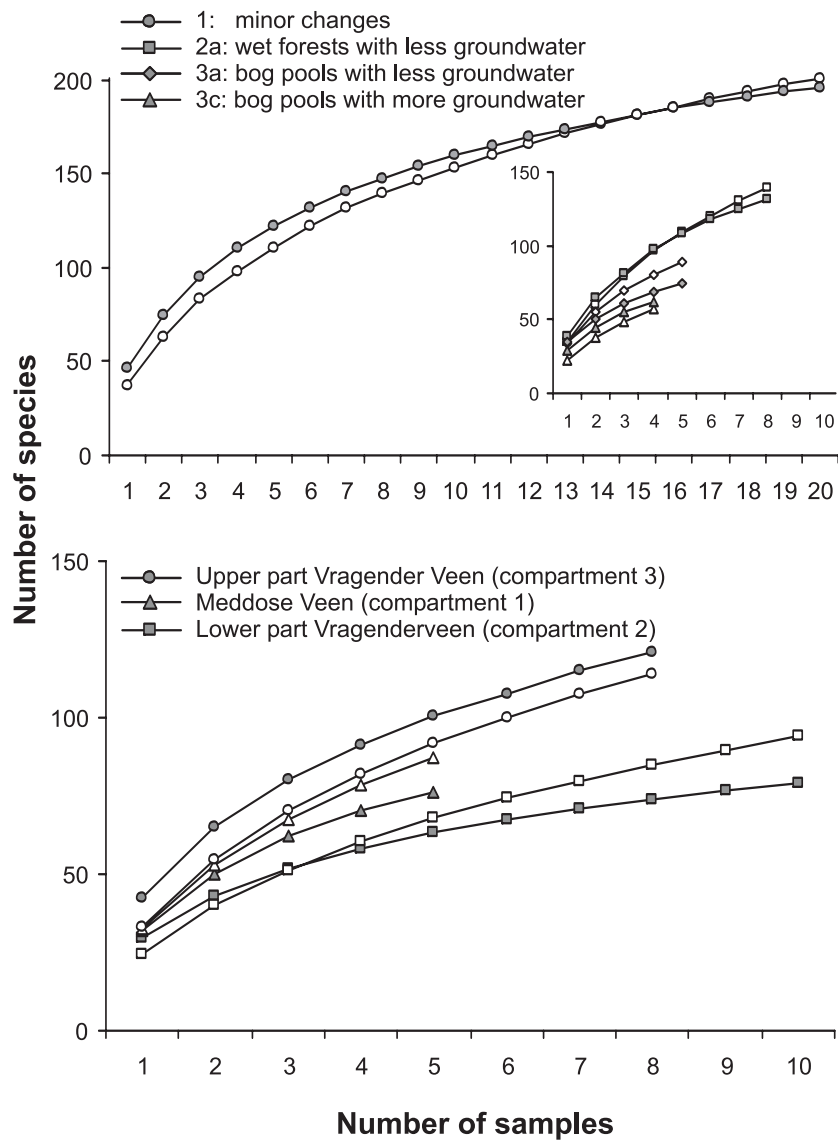 1: minor changes
2a: wet forests with less groundwater
3a: bog pools with less groundwater
3c: bog pools with more groundwater
200
150
100
50
0
1 2 3 4 5 6 7 8 9 10 11 12 13 14 15 16 17 18 19 20
150
100
50
0
1 2 3 4 5 6 7 8 9 10
Number of species
Upper part Vragender Veen (compartment 3)
Meddose Veen (compartment 1)
Lower part Vragenderveen (compartment 2)
150
100
50
0
1 2 3 4 5 6 7 8 9 10
Number of samples